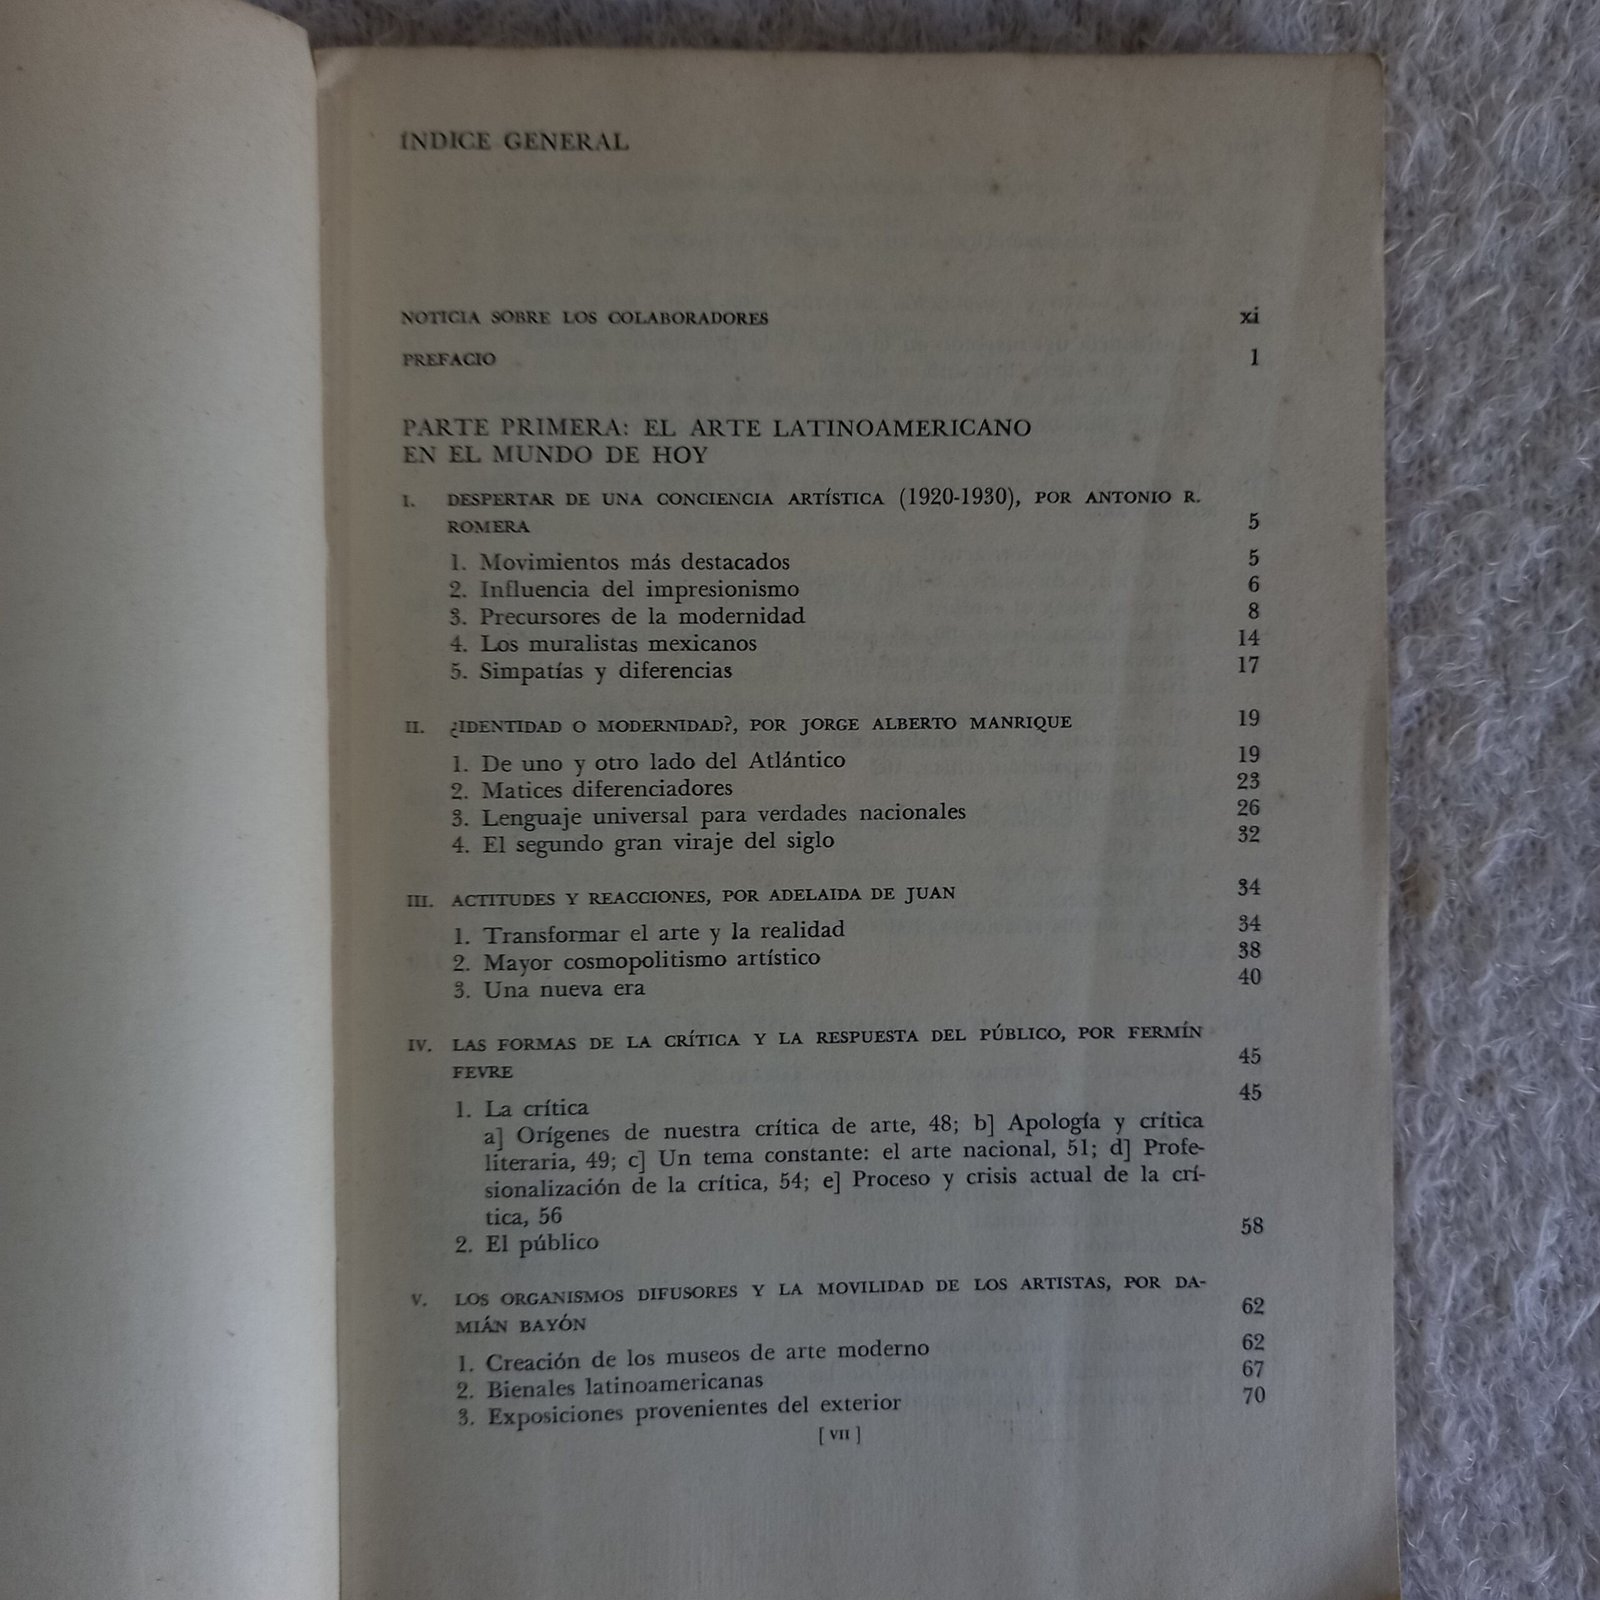 ÍNDICE GENERAL
NOTICIA SOBRE LOS COLABORADORES xi
PREFACIO 1
PARTE PRIMERA: EL ARTE LATINOAMERICANO
EN EL MUNDO DE HOY
I. DESPERTAR DE UNA CONCIENCIA ARTÍSTICA (1920-1930), POR ANTONIO R.
ROMERA 5
1. Movimientos más destacados 5
2. Influencia del impresionismo 6
3. Precursores de la modernidad 8
4. Los muralistas mexicanos 14
5. Simpatías y diferencias 17
II. ¿IDENTIDAD O MODERNIDAD?, POR JORGE ALBERTO MANRIQUE 19
1. De uno y otro lado del Atlántico 19
2. Matices diferenciadores 23
3. Lenguaje universal para verdades nacionales 26
4. El segundo gran viraje del siglo 32
III. ACTITUDES Y REACCIONES, POR ADELAIDA DE JUAN 34
1. Transformar el arte y la realidad 34
2. Mayor cosmopolitismo artístico 38
3. Una nueva era 40
IV. LAS FORMAS DE LA CRÍTICA Y LA RESPUESTA DEL PÚBLICO, POR FERMÍN
FEVRE 45
1. La crítica 45
a] Orígenes de nuestra crítica de arte, 48; b] Apología y crítica
literaria, 49; c] Un tema constante: el arte nacional, 51; d] Profe-
sionalización de la crítica, 54; e] Proceso y crisis actual de la crí-
tica, 56
2. El público 58
V. LOS ORGANISMOS DIFUSORES Y LA MOVILIDAD DE LOS ARTISTAS, POR DA-
MIÁN BAYÓN 62
1. Creación de los museos de arte moderno 62
2. Bienales latinoamericanas 67
3. Exposiciones provenientes del exterior 70
[ VII ]